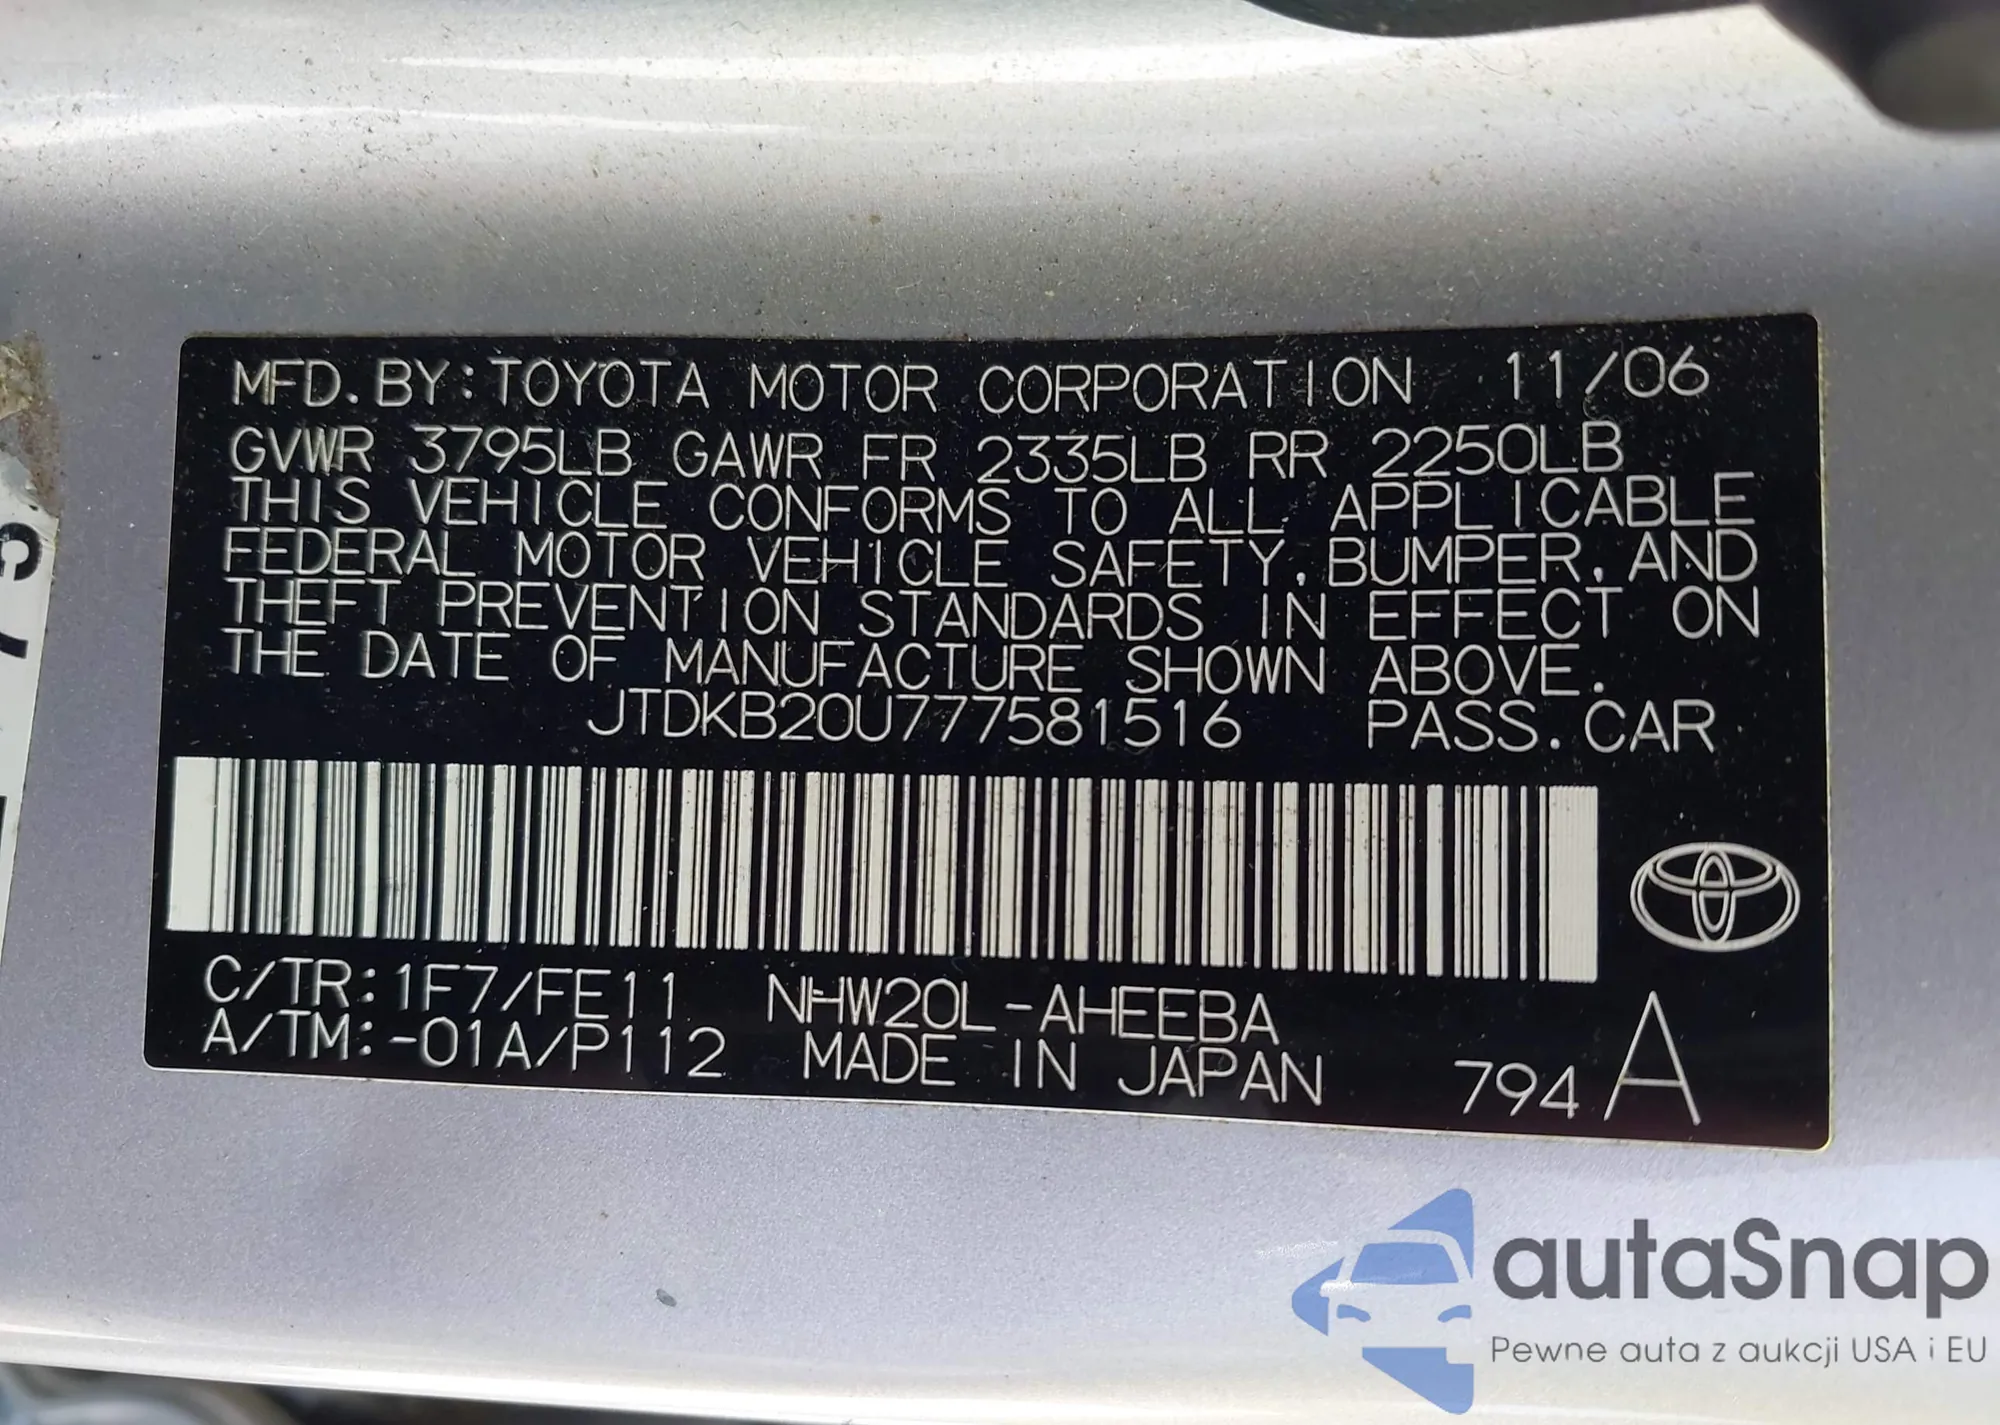 MFD. BY: TOYOTA MOTOR CORPORATION 11/06
GVWR 3795LB GAWR FR 2335LB RR 2250LB
THIS VEHICLE CONFORMS TO ALL APPLICABLE
FEDERAL MOTOR VEHICLE SAFETY, BUMPER, AND
THEFT PREVENTION STANDARDS IN EFFECT ON
THE DATE OF MANUFACTURE SHOWN ABOVE.
JTDKB20U777581516 PASS. CAR
C/TR: 1F7/FE11 NHW20L-AHEEBA
A/TM: -01A/P112 MADE IN JAPAN 794 A
autaSnap
Pewne auta z aukcji USA i EU